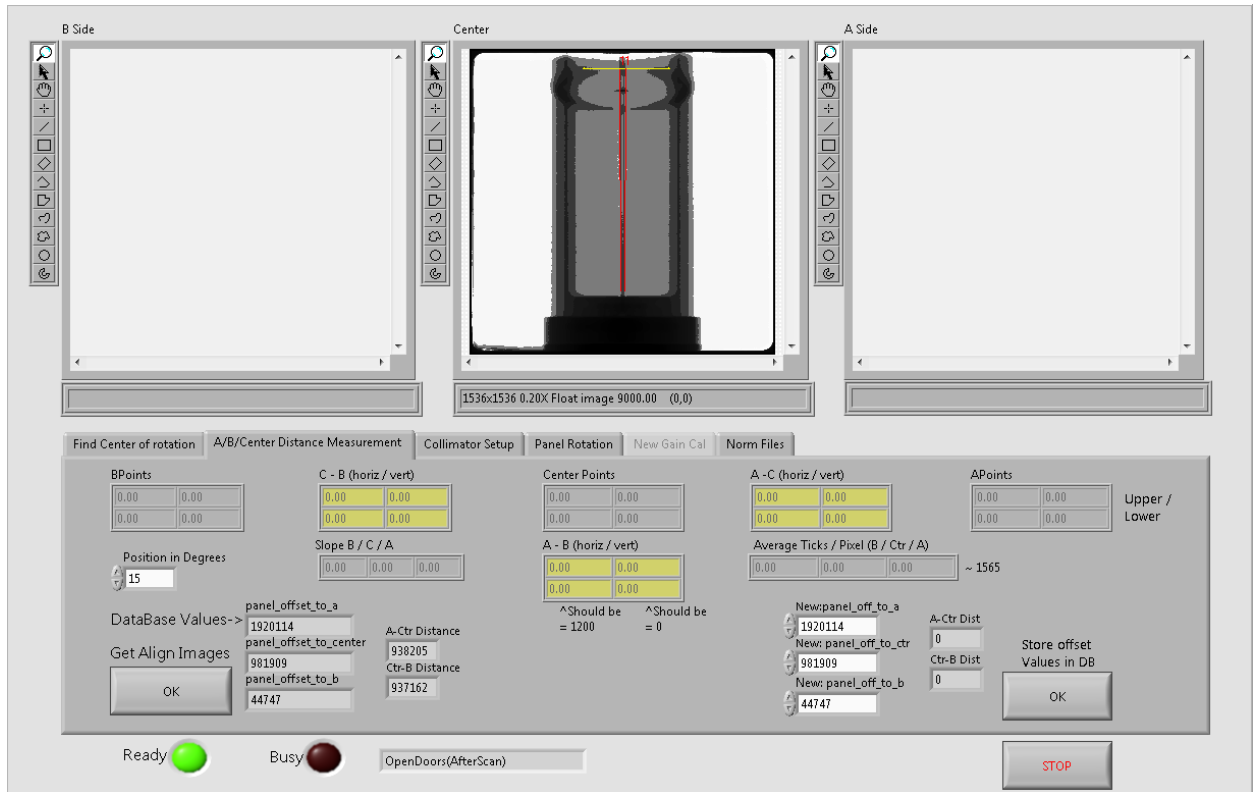 B Side
Center
A Side
1536x1536 0.20X Float image 9000.00 (0,0)
Find Center of rotation
A/B/Center Distance Measurement
Collimator Setup
Panel Rotation
New Gain Cal
Norm Files
BPoints
0.00 0.00
0.00 0.00
C - B (horiz / vert)
0.00 0.00
0.00 0.00
Center Points
0.00 0.00
0.00 0.00
A -C (horiz / vert)
0.00 0.00
0.00 0.00
APoints
0.00 0.00
0.00 0.00
Upper /
Lower
Position in Degrees
15
Slope B / C / A
0.00 0.00 0.00
A - B (horiz / vert)
0.00 0.00
0.00 0.00
^Should be
= 1200
^Should be
= 0
Average Ticks / Pixel (B / Ctr / A)
0.00 0.00 0.00
~ 1565
DataBase Values->
panel_offset_to_a
1920114
panel_offset_to_center
981909
panel_offset_to_b
44747
A-Ctr Distance
938205
Ctr-B Distance
937162
Get Align Images
OK
New:panel_off_to_a
1920114
New: panel_off_to_ctr
981909
New: panel_off_to_b
44747
A-Ctr Dist
0
Ctr-B Dist
0
Store offset
Values in DB
OK
Ready
Busy
OpenDoors(AfterScan)
STOP